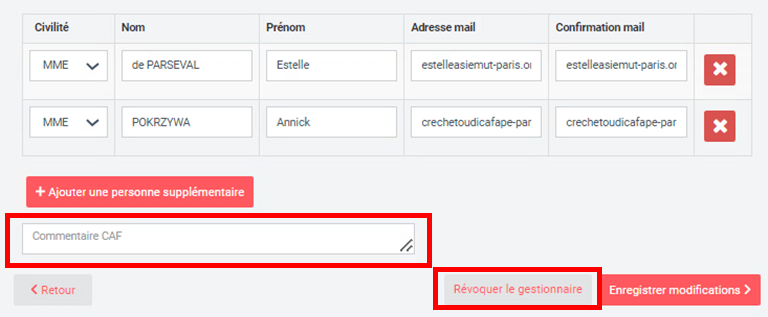 Civilité Nom Prénom Adresse mail Confirmation mail
MME de PARSEVAL Estelle estelleasiemut-paris.or estelleasiemut-paris.or
MME POKRZYWA Annick crechetoudicafape-par crechetoudicafape-par
+ Ajouter une personne supplémentaire
Commentaire CAF
Retour Révoquer le gestionnaire Enregistrer modifications